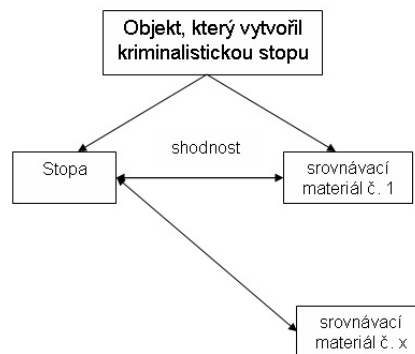 Objekt, který vytvořil
kriminalistickou stopu
shodnost
Stopa
srovnávací
materiál č. 1
srovnávací
materiál č. x